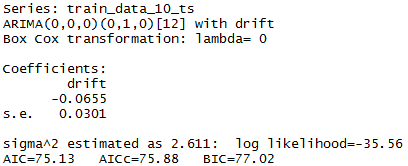 Series: train_data_10_ts
ARIMA(0,0,0)(0,1,0)[12] with drift
Box Cox transformation: lambda= 0
Coefficients:
drift
-0.0655
s.e. 0.0301
sigma^2 estimated as 2.611: log likelihood=-35.56
AIC=75.13 AICc=75.88 BIC=77.02